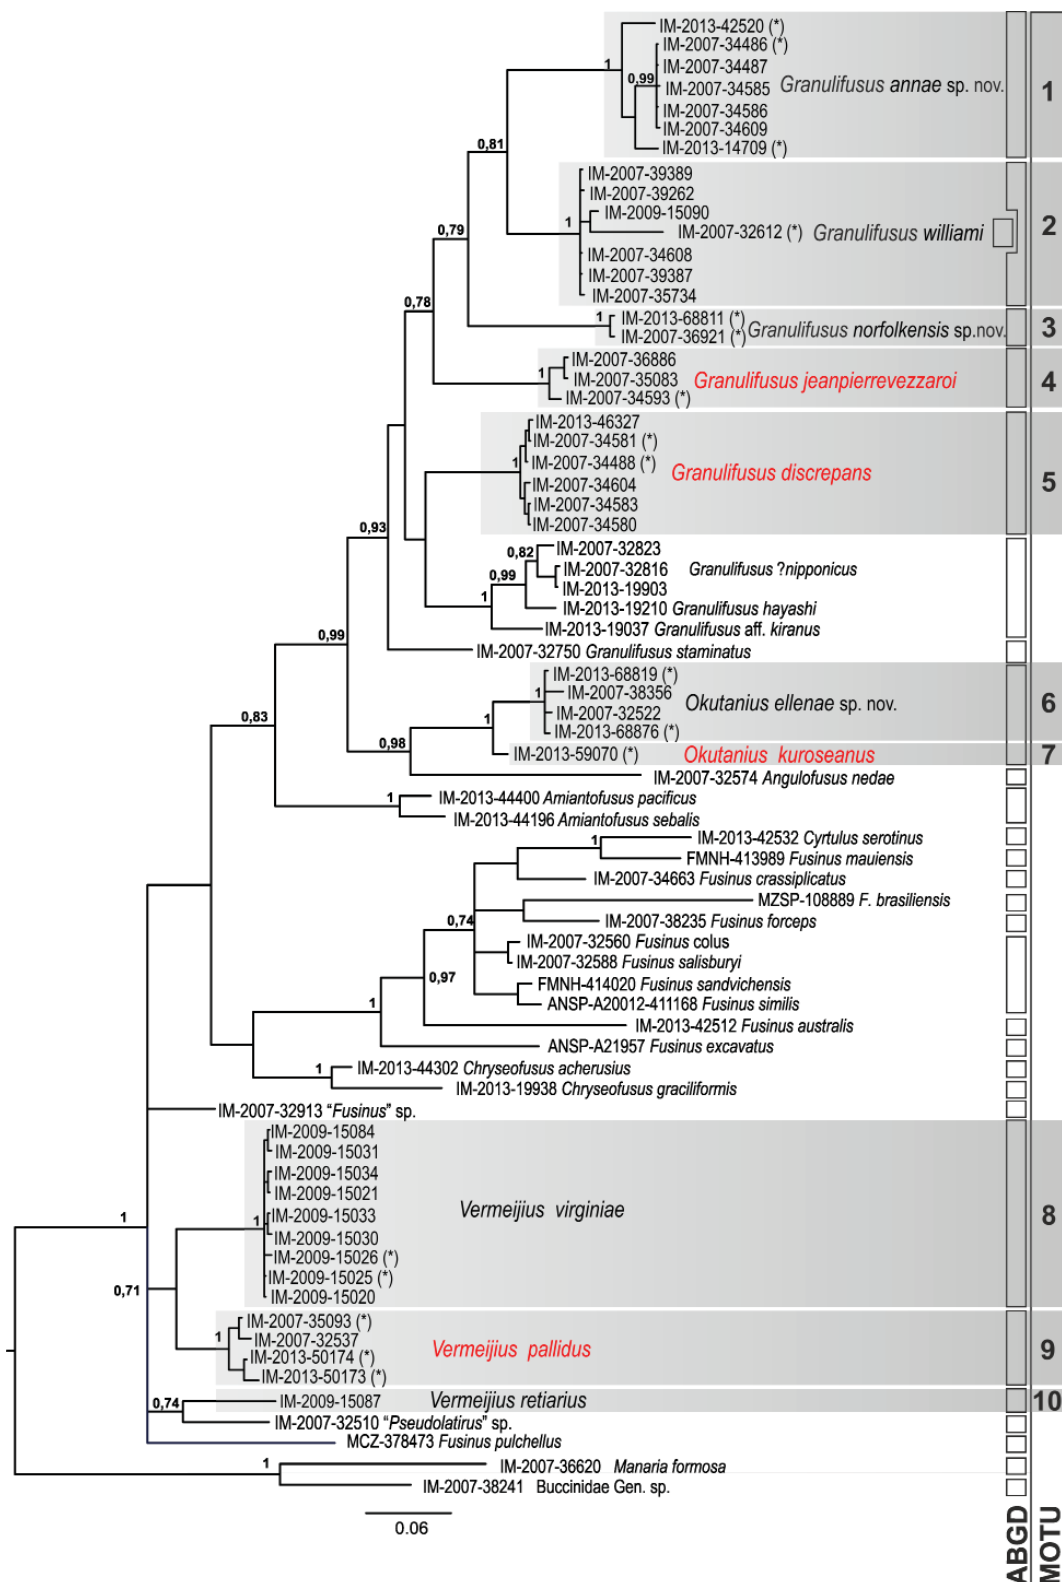 IM-2013-42520 (*)
IM-2007-34486 (*)
1
IM-2007-34487
0,99
IM-2007-34585
Granulifusus annae sp. nov.
1
IM-2007-34586
IM-2007-34609
0,81
IM-2013-14709 (*)
IM-2007-39389
IM-2007-39262
IM-2009-15090
1
IM-2007-32612 (*)
Granulifusus williami
2
0,79
IM-2007-34608
IM-2007-39387
IM-2007-35734
0,78
1
IM-2013-68811 (*)
IM-2007-36921 (*)
Granulifusus norfolkensis sp.nov.
3
IM-2007-36886
1
IM-2007-35083
Granulifusus jeanpierrevezzaroi
4
IM-2007-34593 (*)
IM-2013-46327
IM-2007-34581 (*)
1
IM-2007-34488 (*)
Granulifusus discrepans
5
IM-2007-34604
IM-2007-34583
IM-2007-34580
0,93
0,82
IM-2007-32823
0,99
IM-2007-32816
Granulifusus ?nipponicus
IM-2013-19903
1
IM-2013-19210 Granulifusus hayashi
IM-2013-19037 Granulifusus aff. kiranus
0,99
IM-2007-32750 Granulifusus staminatus
IM-2013-68819 (*)
1
IM-2007-38356
Okutanius ellenae sp. nov.
6
IM-2007-32522
0,83
1
IM-2013-68876 (*)
0,98
IM-2013-59070 (*)
Okutanius kuroseanus
7
IM-2007-32574 Angulofusus nedae
1
IM-2013-44400 Amiantofusus pacificus
IM-2013-44196 Amiantofusus sebalis
1
IM-2013-42532 Cyrtulus serotinus
FMNH-413989 Fusinus mauiensis
IM-2007-34663 Fusinus crassiplicatus
MZSP-108889 F. brasiliensis
0,74
IM-2007-38235 Fusinus forceps
IM-2007-32560 Fusinus colus
IM-2007-32588 Fusinus salisburyi
0,97
FMNH-414020 Fusinus sandvichensis
1
ANSP-A20012-411168 Fusinus similis
IM-2013-42512 Fusinus australis
ANSP-A21957 Fusinus excavatus
1
IM-2013-44302 Chryseofusus acherusius
IM-2013-19938 Chryseofusus graciliformis
IM-2007-32913 "Fusinus" sp.
IM-2009-15084
IM-2009-15031
IM-2009-15034
IM-2009-15021
1
1
IM-2009-15033
Vermeijius virginiae
8
IM-2009-15030
IM-2009-15026 (*)
IM-2009-15025 (*)
0,71
IM-2009-15020
IM-2007-35093 (*)
1
IM-2007-32537
Vermeijius pallidus
9
IM-2013-50174 (*)
IM-2013-50173 (*)
0,74
IM-2009-15087
Vermeijius retiarius
10
IM-2007-32510 "Pseudolatirus" sp.
MCZ-378473 Fusinus pulchellus
1
IM-2007-36620 Manaria formosa
IM-2007-38241 Buccinidae Gen. sp.
0.06
ABGD
MOTU